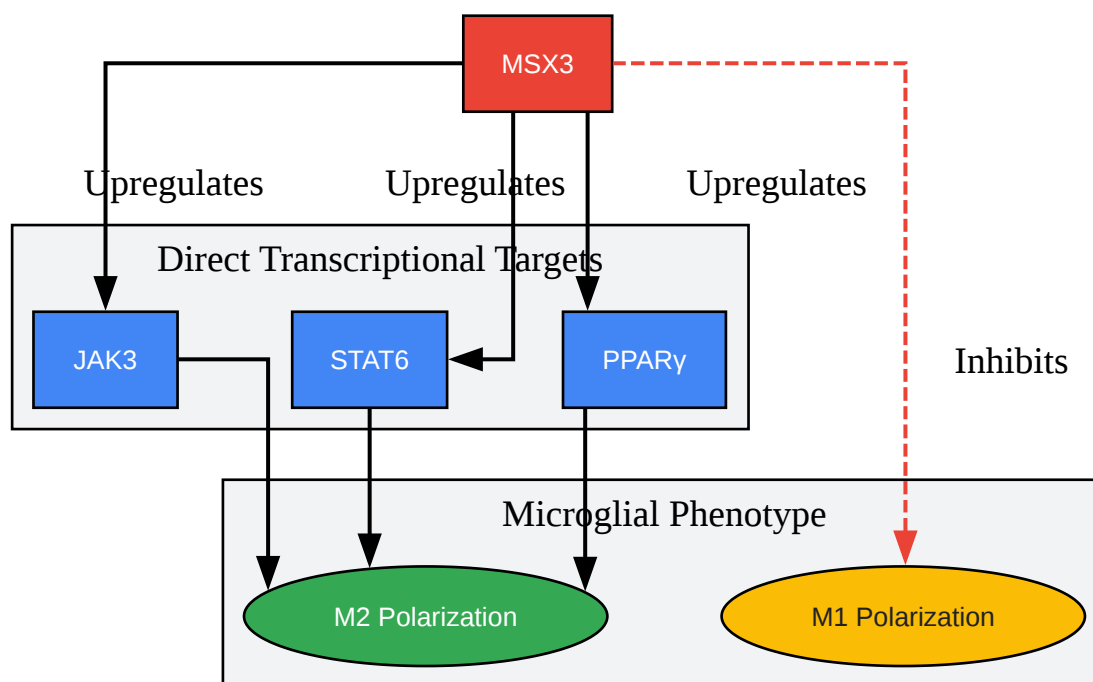 MSX3
Upregulates Upregulates Upregulates
Direct Transcriptional Targets
JAK3 STAT6 PPARγ
Inhibits
Microglial Phenotype
M2 Polarization M1 Polarization